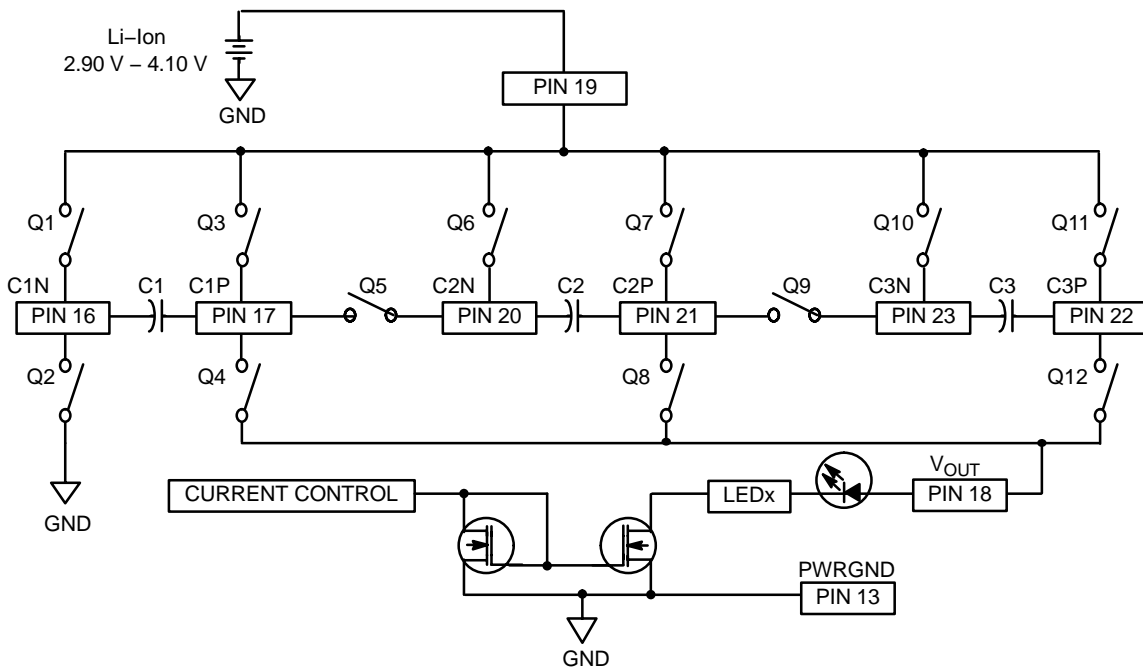 Li–Ion
2.90 V – 4.10 V
GND
PIN 19
Q1
Q3
Q6
Q7
Q10
Q11
C1N
C1
C1P
Q5
C2N
C2
C2P
Q9
C3N
C3
C3P
PIN 16
PIN 17
PIN 20
PIN 21
PIN 23
PIN 22
Q2
Q4
Q8
Q12
GND
CURRENT CONTROL
LEDx
VOUT
PIN 18
PWRGND
PIN 13
GND